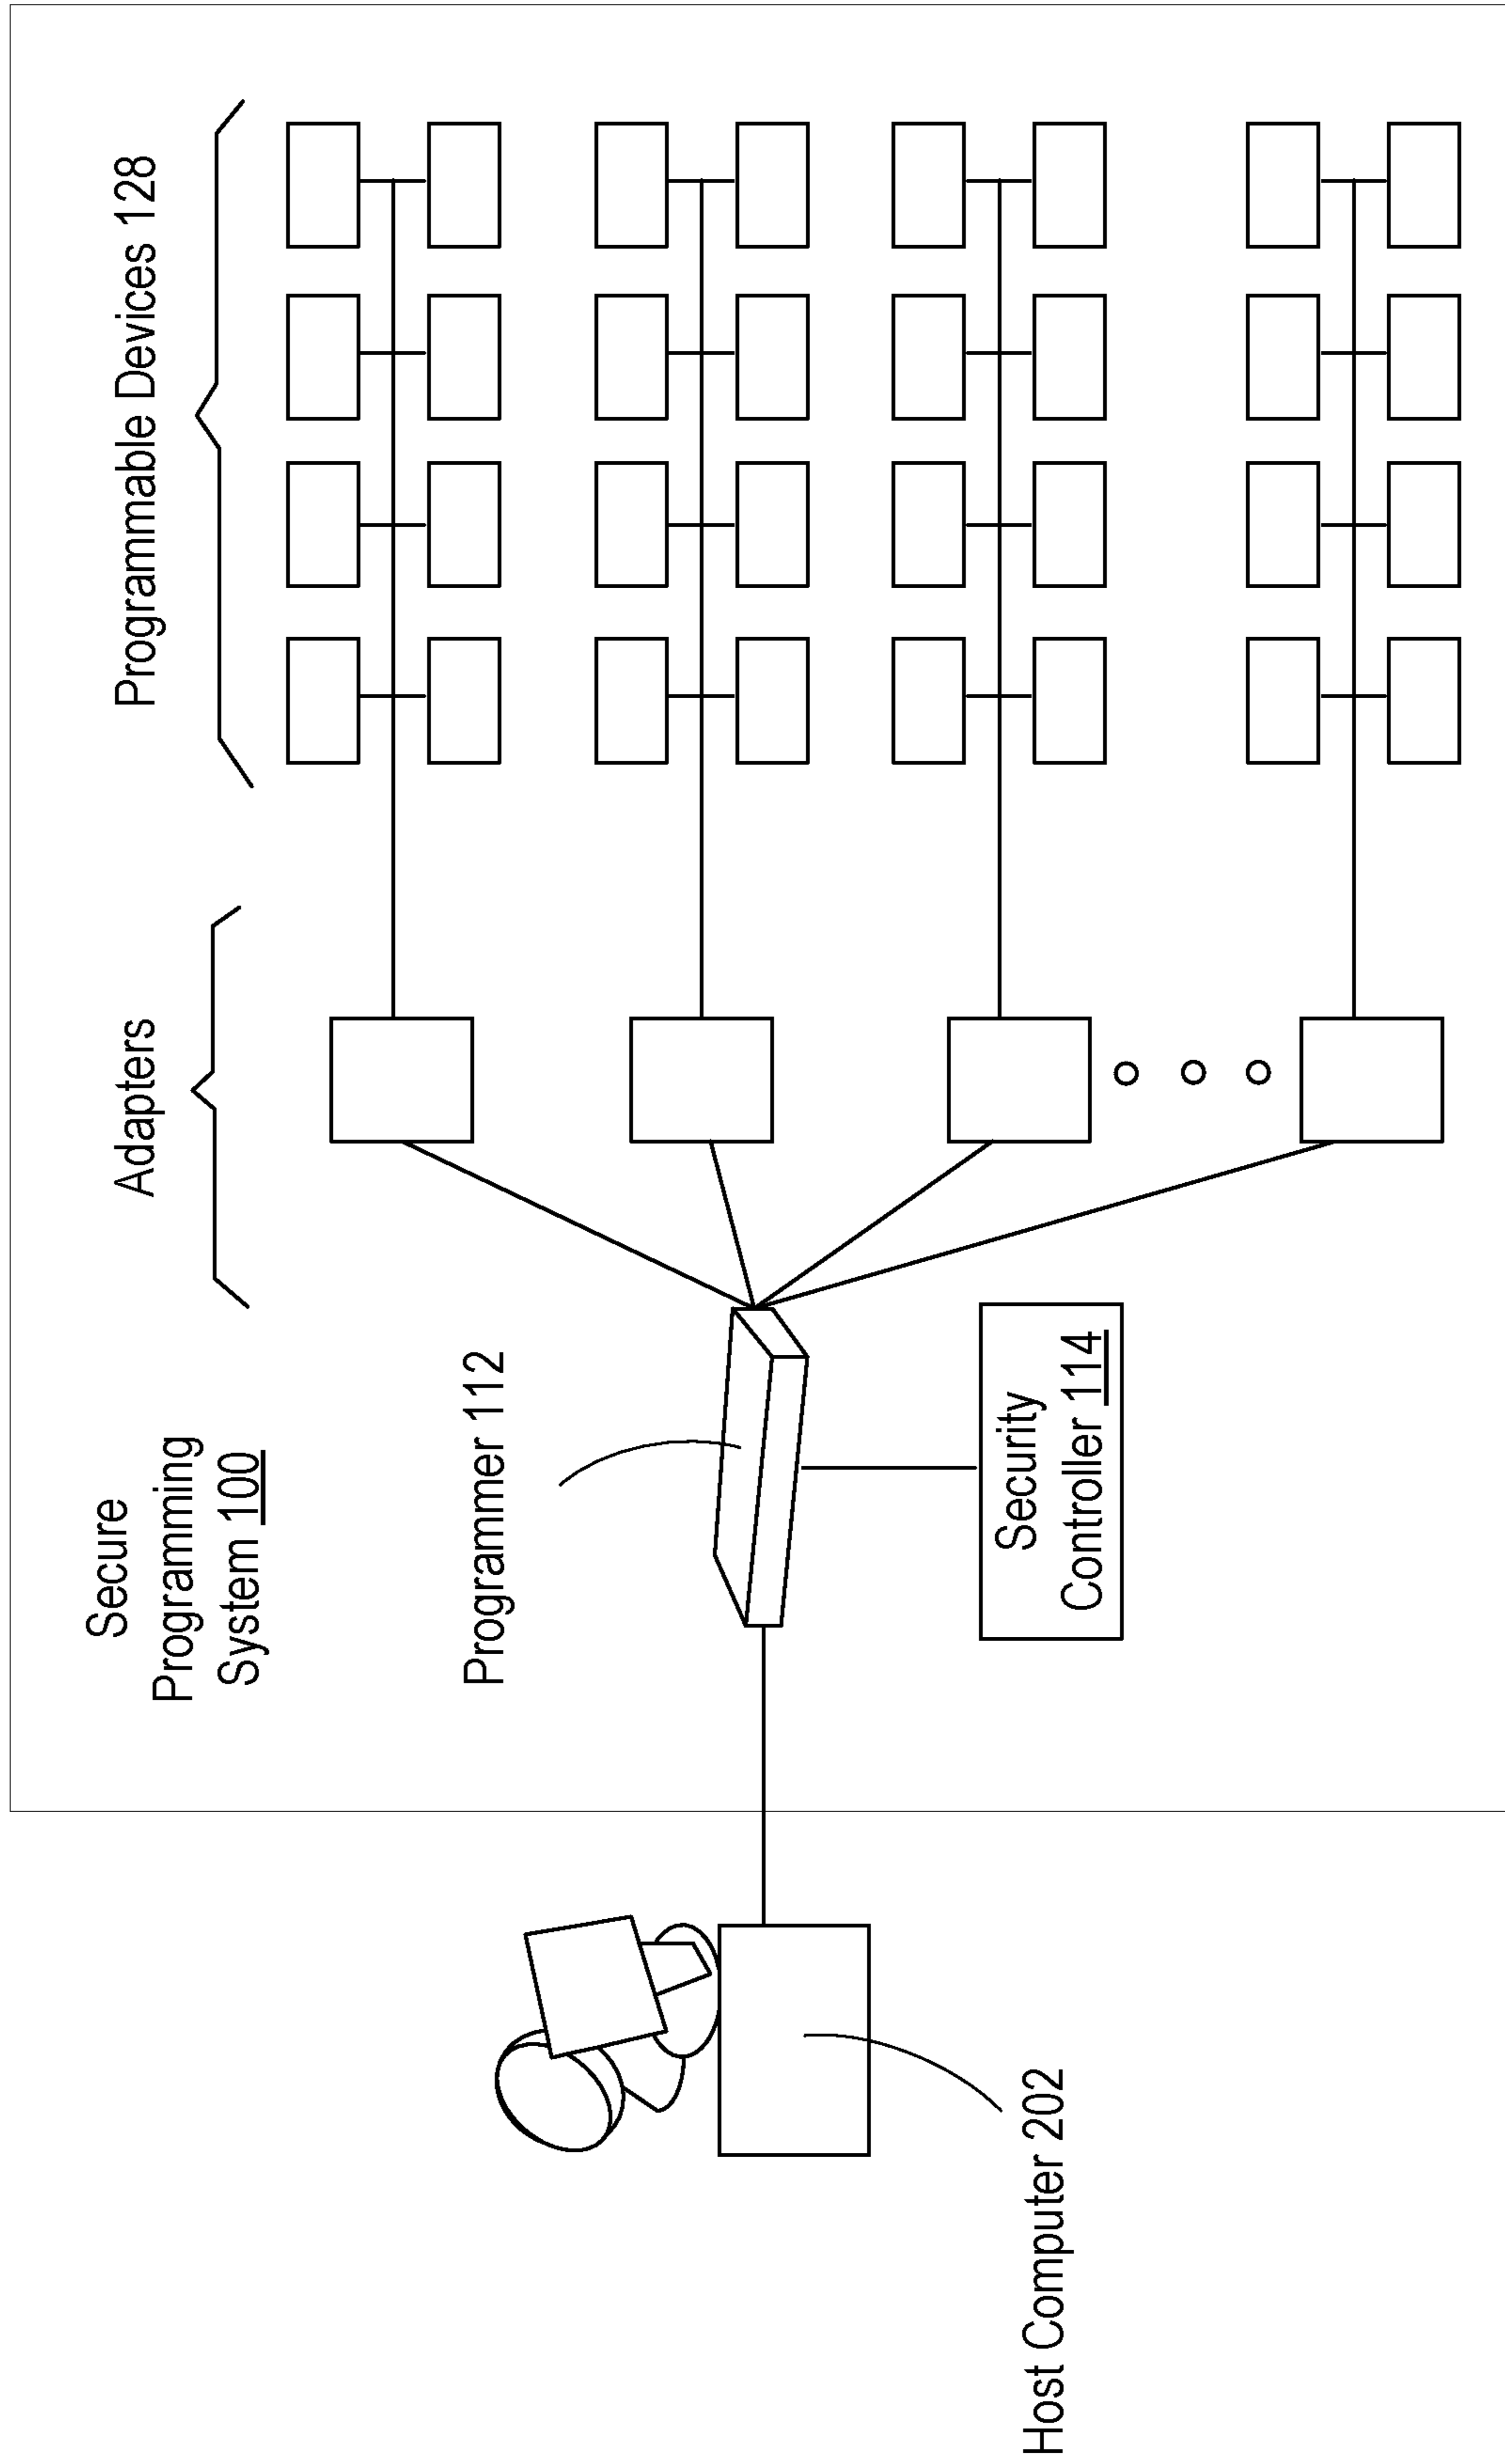 Secure
Programming
System 100
Adapters
Programmable Devices 128
Programmer 112
Security
Controller 114
Host Computer 202